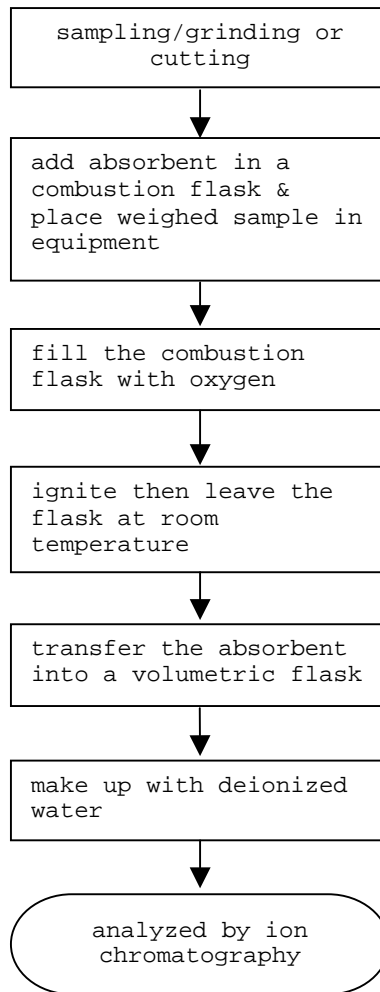 sampling/grinding or
cutting
add absorbent in a
combustion flask &
place weighed sample in
equipment
fill the combustion
flask with oxygen
ignite then leave the
flask at room
temperature
transfer the absorbent
into a volumetric flask
make up with deionized
water
analyzed by ion
chromatography